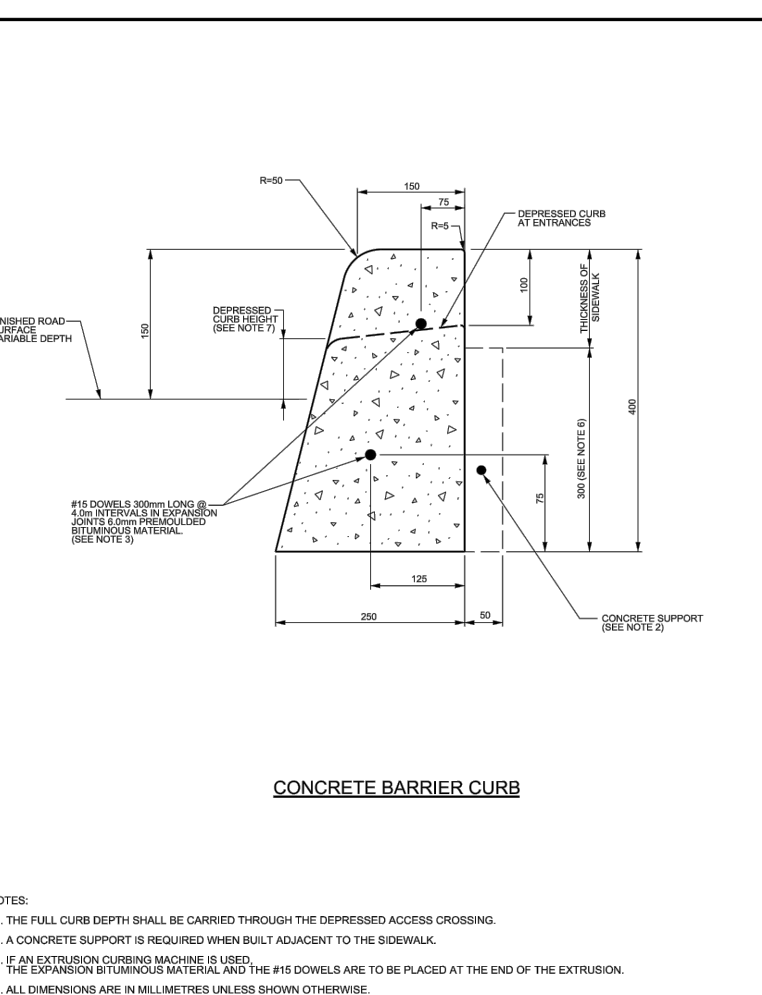 R=50
150
75
R=5
DEPRESSED CURB
AT ENTRANCES
100
THICKNESS OF
SIDEWALK
DEPRESSED
CURB HEIGHT
(SEE NOTE 7)
150
NISHED ROAD
URFACE
ARIABLE DEPTH
400
300 (SEE NOTE 6)
75
#15 DOWELS 300mm LONG @
4.0m INTERVALS IN EXPANSION
JOINTS 6.0mm PREMOULDED
BITUMINOUS MATERIAL.
(SEE NOTE 3)
125
250
50
CONCRETE SUPPORT
(SEE NOTE 2)
CONCRETE BARRIER CURB
OTES:
. THE FULL CURB DEPTH SHALL BE CARRIED THROUGH THE DEPRESSED ACCESS CROSSING.
. A CONCRETE SUPPORT IS REQUIRED WHEN BUILT ADJACENT TO THE SIDEWALK.
. IF AN EXTRUSION CURBING MACHINE IS USED,
THE EXPANSION BITUMINOUS MATERIAL AND THE #15 DOWELS ARE TO BE PLACED AT THE END OF THE EXTRUSION.
. ALL DIMENSIONS ARE IN MILLIMETRES UNLESS SHOWN OTHERWISE.